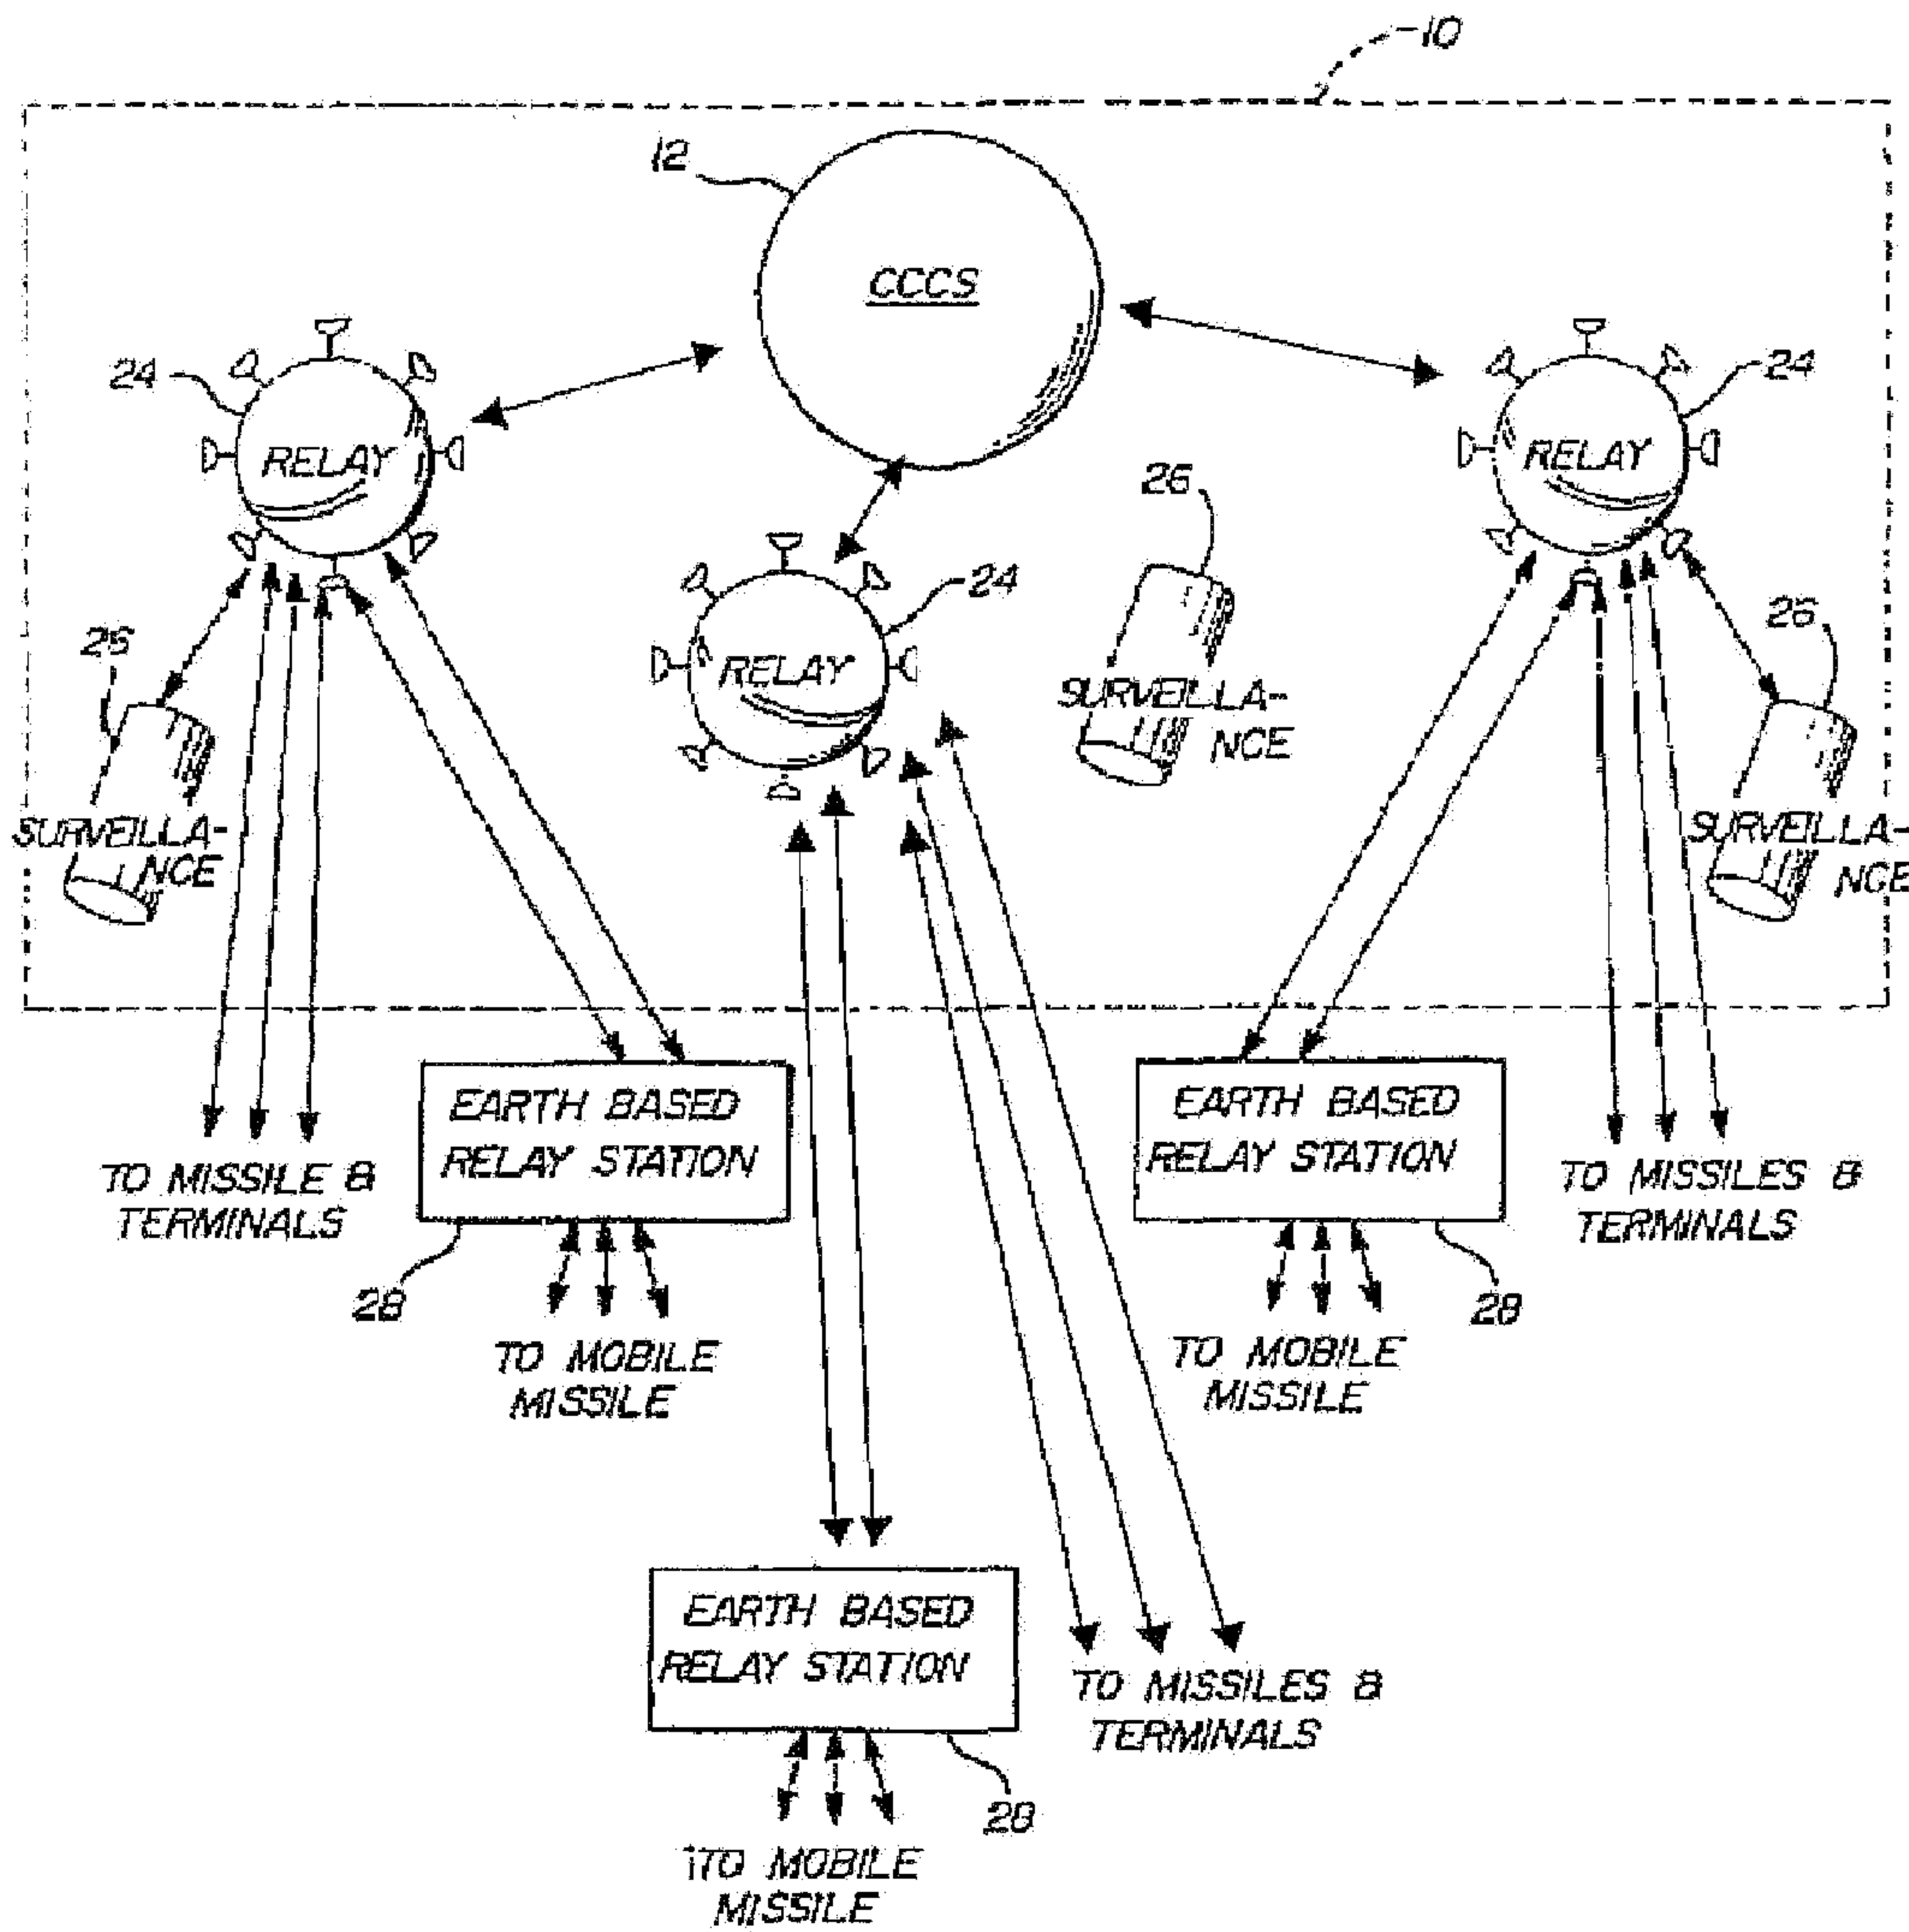 10
12
CCCS
24
RELAY
24
RELAY
26
24
RELAY
SURVEILLA-
NCE
26
SURVEILLA-
NCE
26
SURVEILLA-
NCE
EARTH BASED
RELAY STATION
EARTH BASED
RELAY STATION
TO MISSILE &
TERMINALS
TO MISSILES &
TERMINALS
28
28
TO MOBILE
MISSILE
TO MOBILE
MISSILE
EARTH BASED
RELAY STATION
TO MISSILES &
TERMINALS
28
TO MOBILE
MISSILE